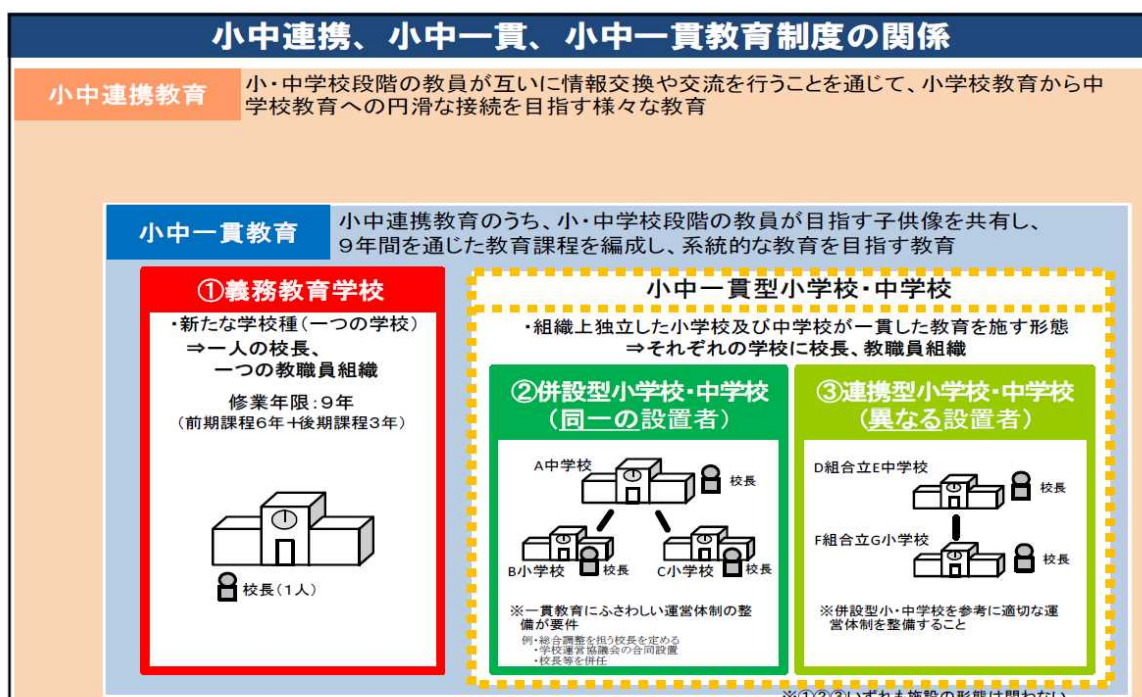 小中連携、小中一貫、小中一貫教育制度の関係
小中連携教育
小・中学校段階の教員が互いに情報交換や交流を行うことを通じて、小学校教育から中
学校教育への円滑な接続を目指す様々な教育
小中一貫教育
小中連携教育のうち、小・中学校段階の教員が目指す子供像を共有し、
9年間を通じた教育課程を編成し、系統的な教育を目指す教育
①義務教育学校
・新たな学校種(一つの学校)
⇒一人の校長、
一つの教職員組織
修業年限:9年
(前期課程6年+後期課程3年)
校長(1人)
小中一貫型小学校・中学校
・組織上独立した小学校及び中学校が一貫した教育を施す形態
⇒それぞれの学校に校長、教職員組織
②併設型小学校・中学校
(同一の設置者)
A中学校
校長
B小学校
校長
C小学校
校長
※一貫教育にふさわしい運営体制の整
備が要件
例・総合調整を担う校長を定める
・学校運営協議会の合同設置
・校長等を併任
③連携型小学校・中学校
(異なる設置者)
D組合立E中学校
校長
F組合立G小学校
校長
※併設型小・中学校を参考に適切な運
営体制を整備すること
※①②③いずれも施設の形態は問わない